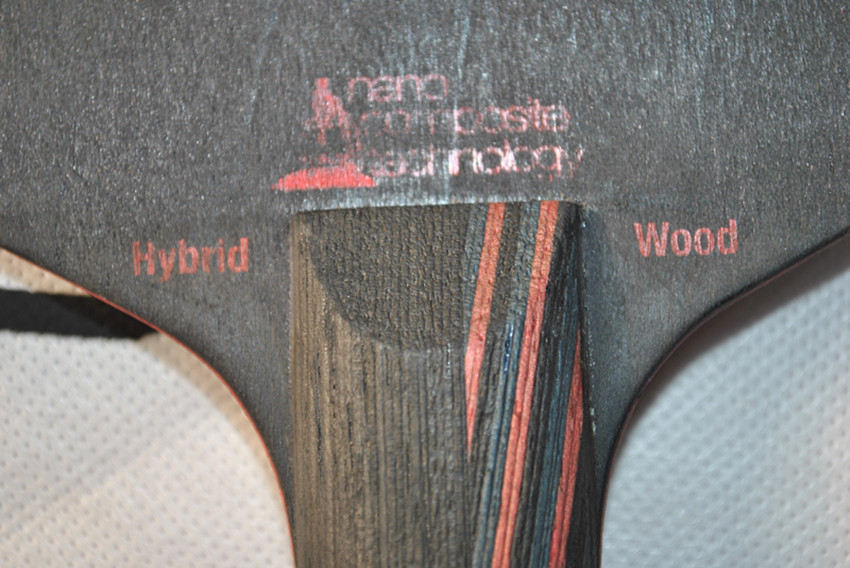 nano
composite
technology
Hybrid Wood